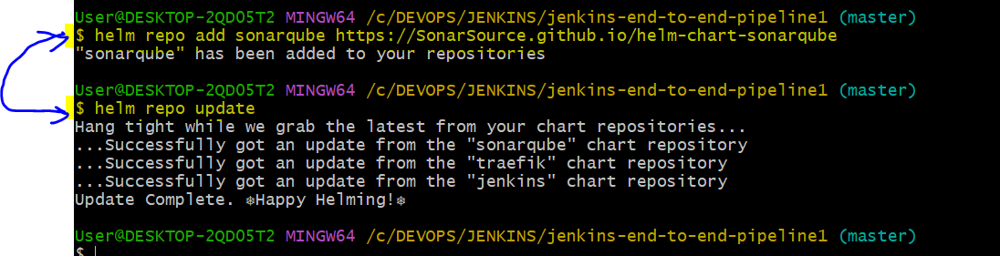 User@DESKTOP-2QD05T2 MINGW64 /c/DEVOPS/JENKINS/jenkins-end-to-end-pipeline1 (master)
$ helm repo add sonarqube https://SonarSource.github.io/helm-chart-sonarqube
"sonarqube" has been added to your repositories
User@DESKTOP-2QD05T2 MINGW64 /c/DEVOPS/JENKINS/jenkins-end-to-end-pipeline1 (master)
$ helm repo update
Hang tight while we grab the latest from your chart repositories...
...Successfully got an update from the "sonarqube" chart repository
...Successfully got an update from the "traefik" chart repository
...Successfully got an update from the "jenkins" chart repository
Update Complete. ⎈Happy Helming!⎈
User@DESKTOP-2QD05T2 MINGW64 /c/DEVOPS/JENKINS/jenkins-end-to-end-pipeline1 (master)
$